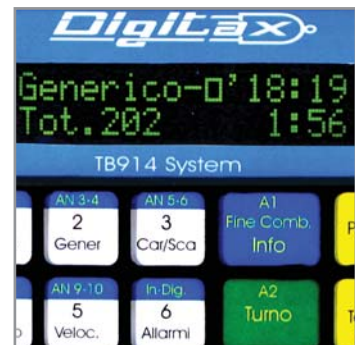 Digitax
Generico-◻'18:19
Tot.202 1:56
TB914 System
AN 3-4 AN 5-6 A1
2 3 Fine Comb.
Gener Car/Sca Info
AN 9-10 In-Dig. A2
5 6 Turno
Veloc. Allarmi